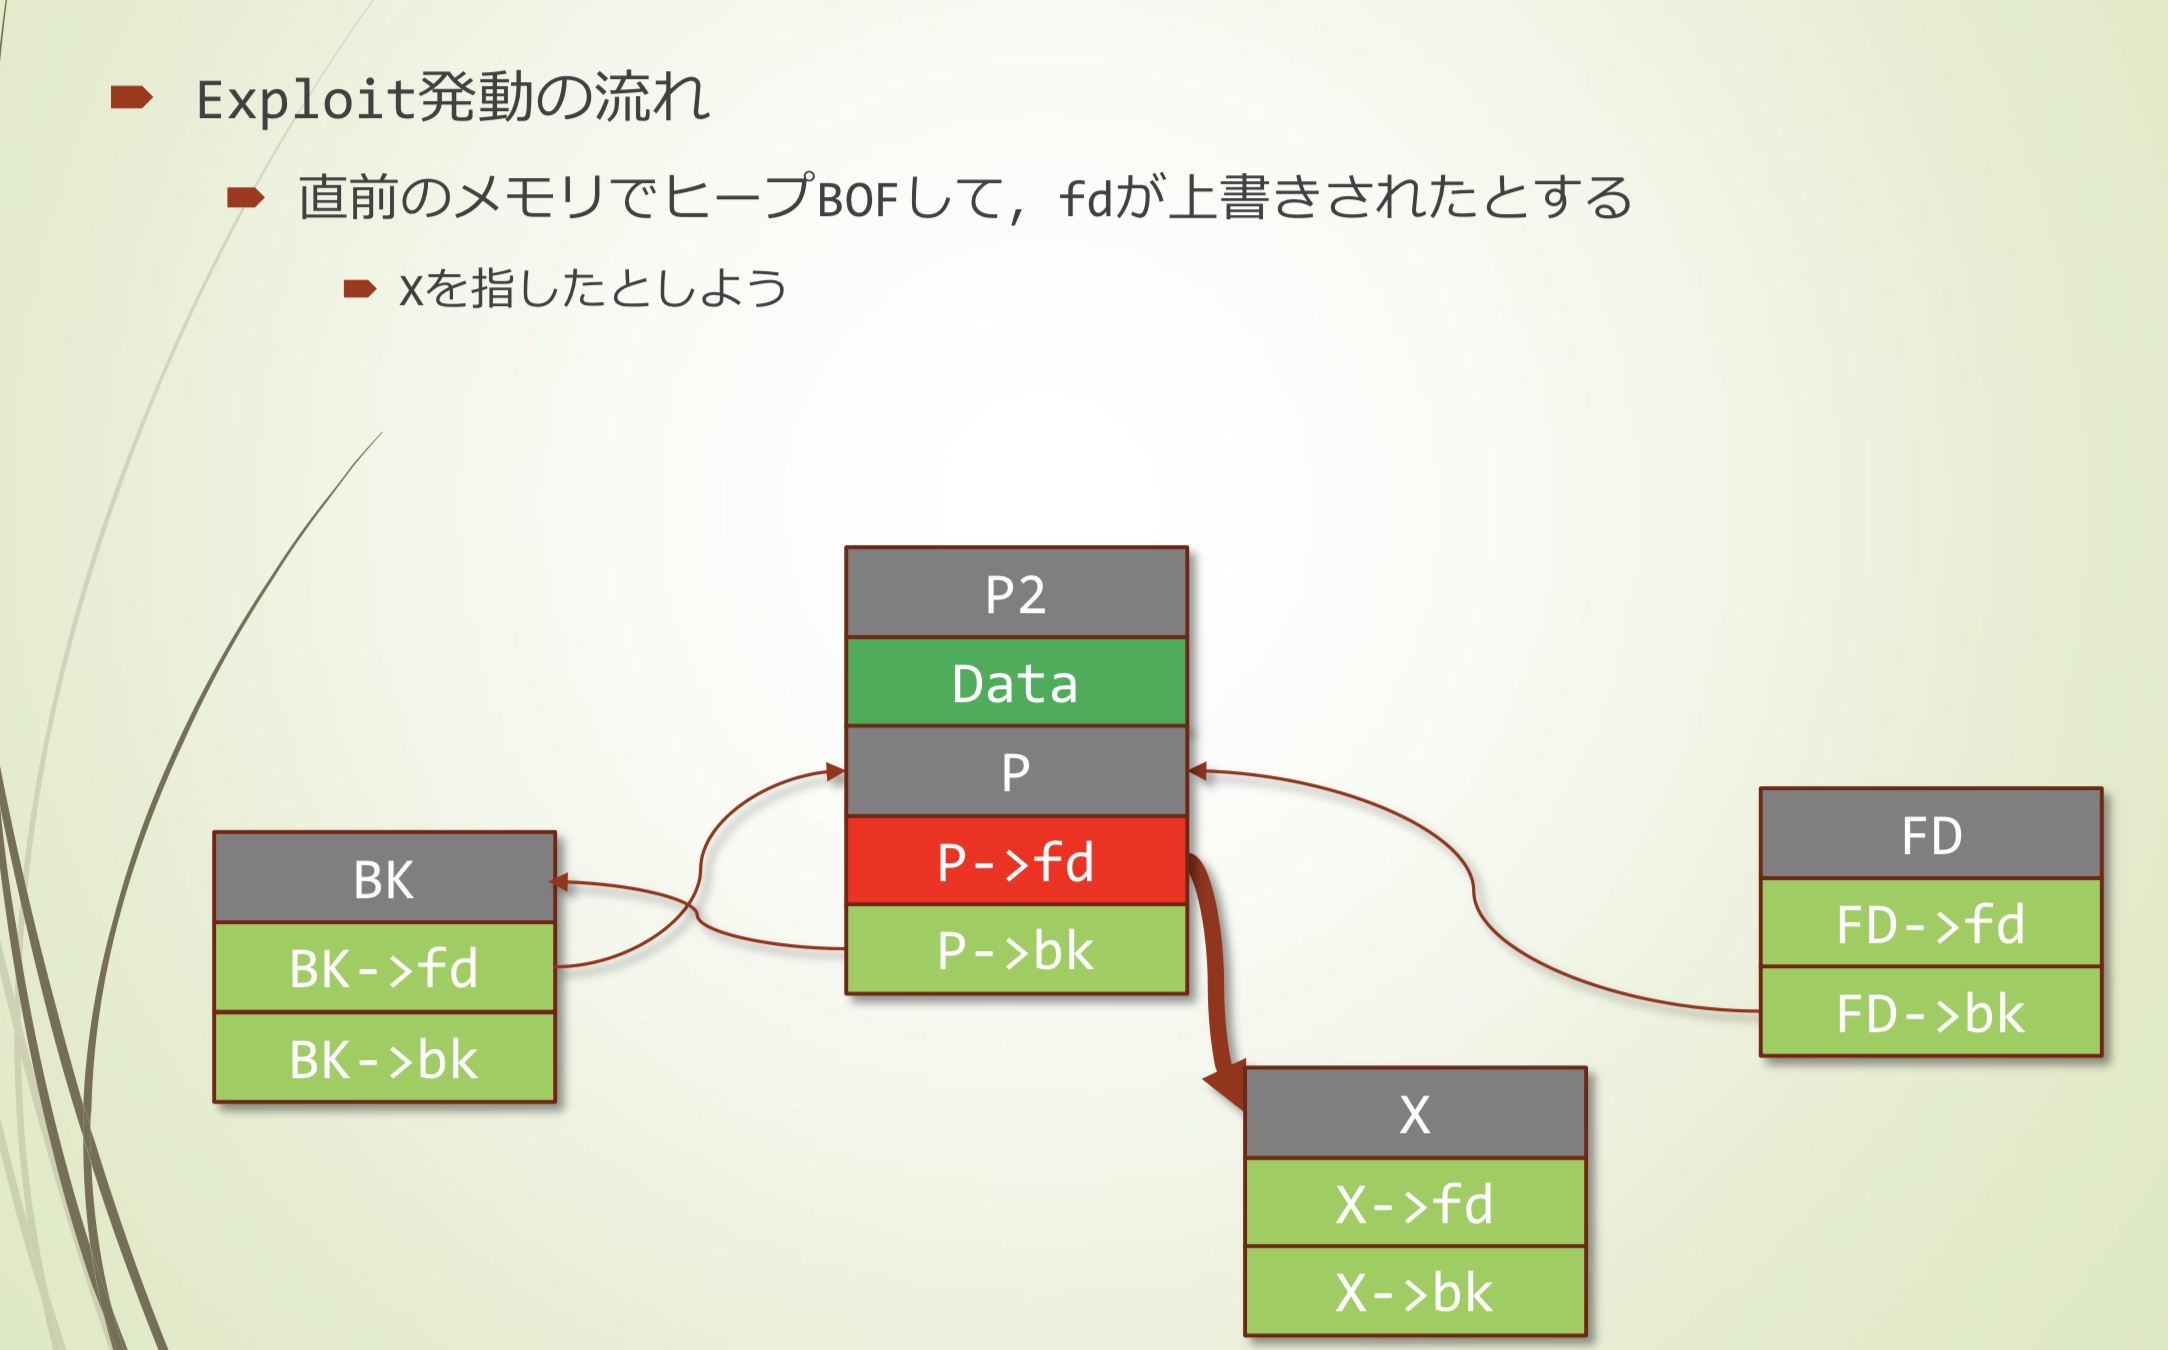 Exploit発動の流れ
直前のメモリでヒープBOFして, fdが上書きされたとする
Xを指したとしよう
P2
Data
P
P->fd
P->bk
BK
BK->fd
BK->bk
FD
FD->fd
FD->bk
X
X->fd
X->bk